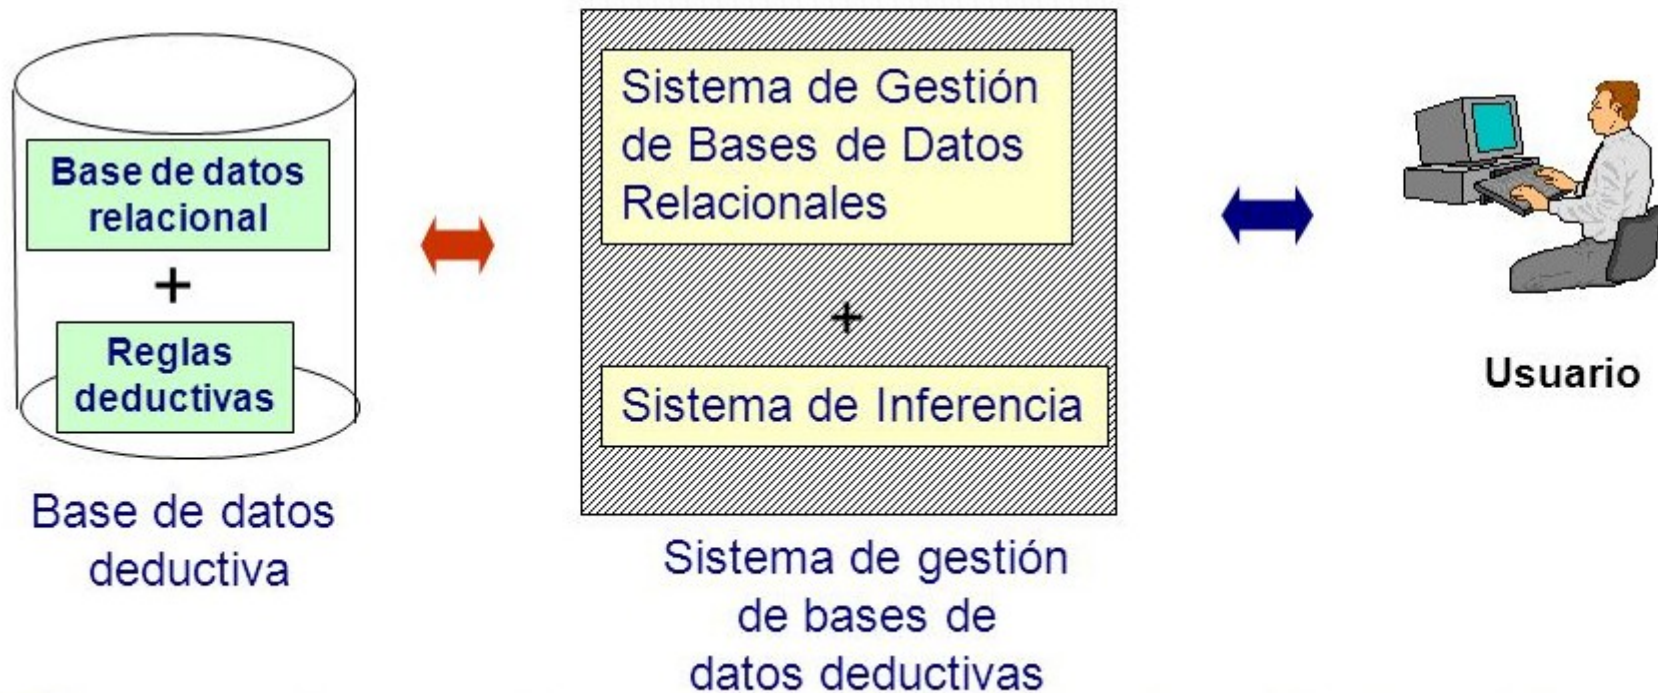 Base de datos
relacional
+
Reglas
deductivas
Base de datos
deductiva
Sistema de Gestión
de Bases de Datos
Relacionales
+
Sistema de Inferencia
Sistema de gestión
de bases de
datos deductivas
Usuario